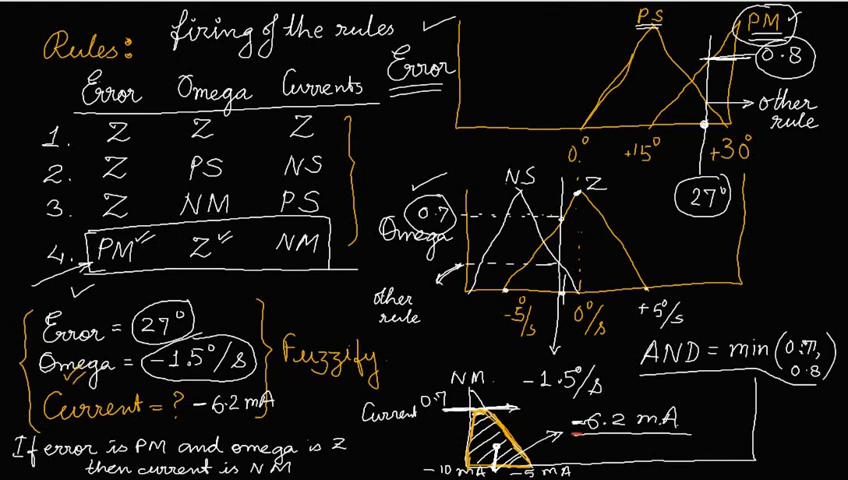 firing of the rules
Rules:
Error Omega Currents
1. Z Z Z
2. Z PS NS
3. Z NM PS
4. PM Z NM
Error = 27°
Omega = -1.5°/s
Current = ? -6.2 mA
Fuzzify
If error is PM and omega is Z
then current is NM
Error
PS
PM
0.8
other
rule
0° +15° +30°
27°
NS
Z
0.7
Omega
other
rule
-5°/s 0°/s +5°/s
-1.5°/s
AND = min (0.7,
0.8)
NM
Current 0.7
-6.2 mA
-10 mA -5 mA